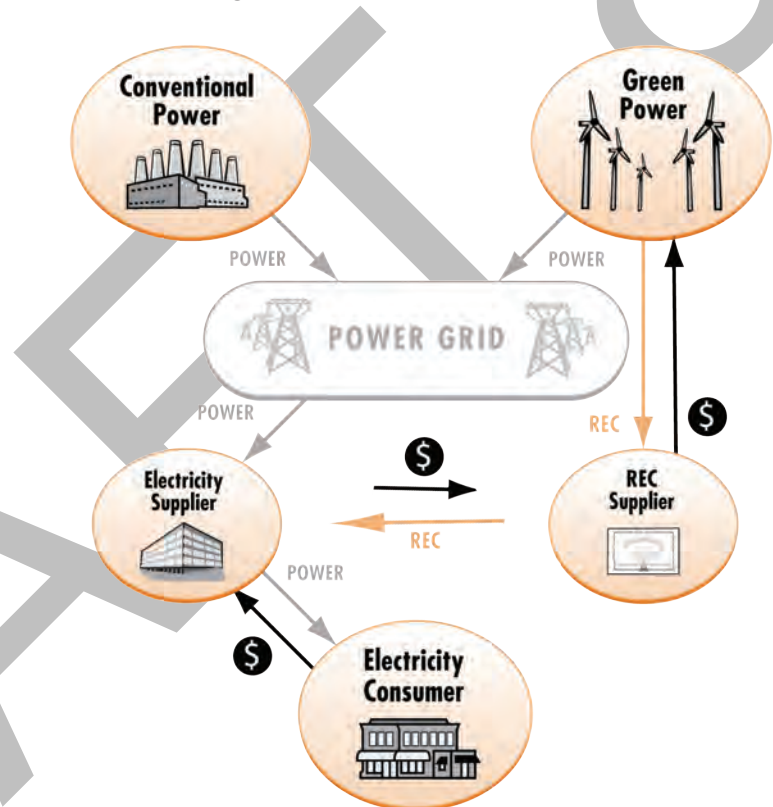 Conventional
Power
Green
Power
POWER
POWER
POWER GRID
POWER
REC
$
Electricity
Supplier
$
REC
Supplier
REC
POWER
$
Electricity
Consumer